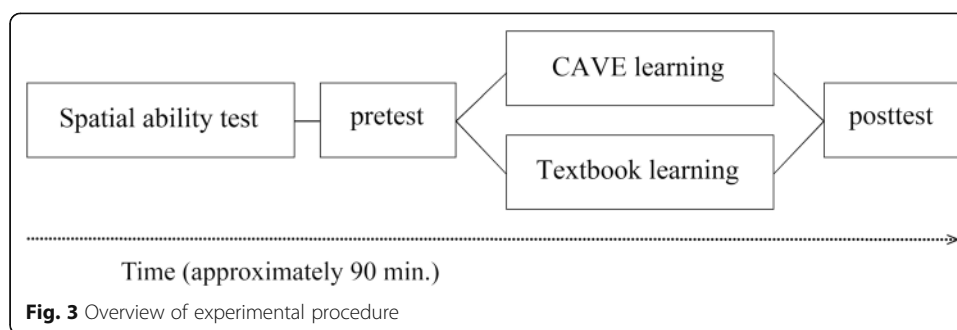 CAVE learning
Spatial ability test
pretest
posttest
Textbook learning
Time (approximately 90 min.)
Fig. 3 Overview of experimental procedure